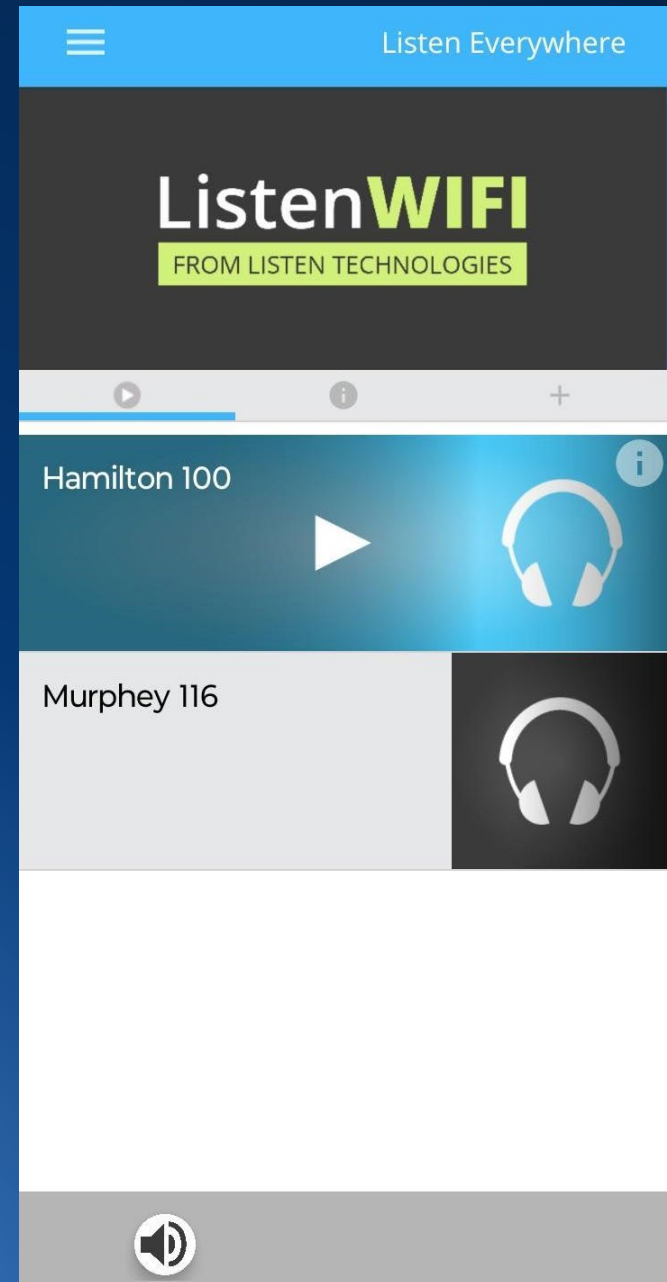 Listen Everywhere
ListenWIFI
FROM LISTEN TECHNOLOGIES
Hamilton 100
Murphey 116